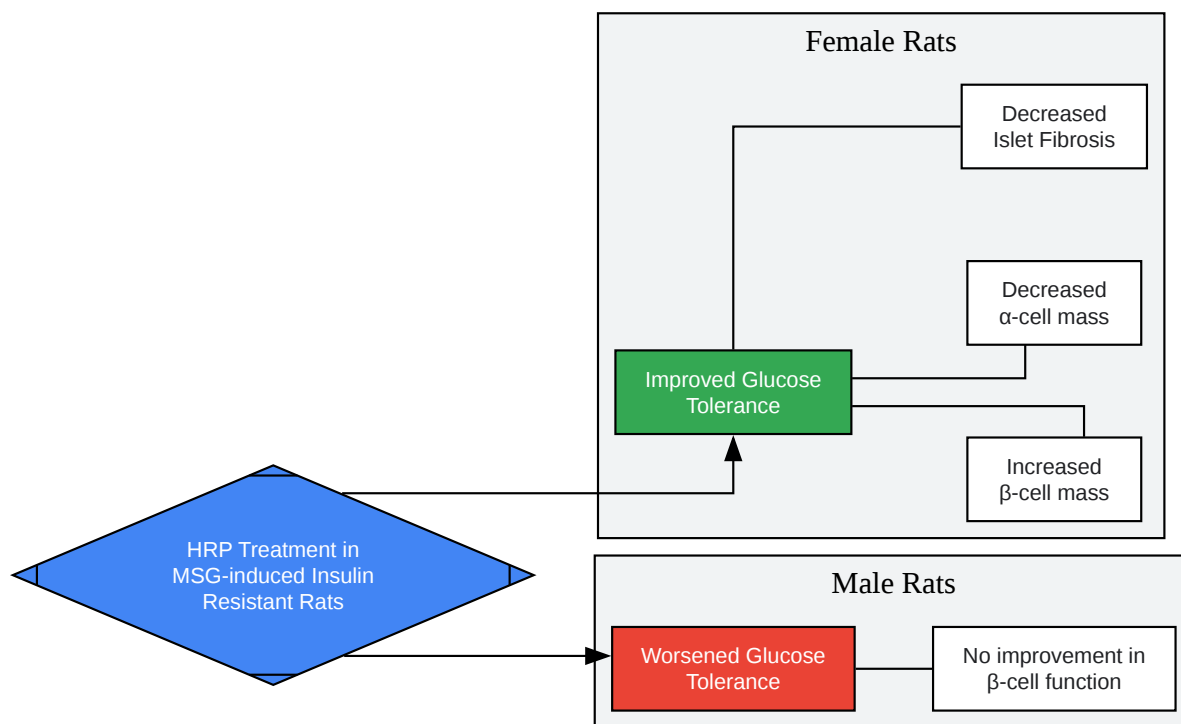 Female Rats
Decreased
Islet Fibrosis
Decreased
α-cell mass
Improved Glucose
Tolerance
Increased
β-cell mass
HRP Treatment in
MSG-induced Insulin
Resistant Rats
Male Rats
Worsened Glucose
Tolerance
No improvement in
β-cell function